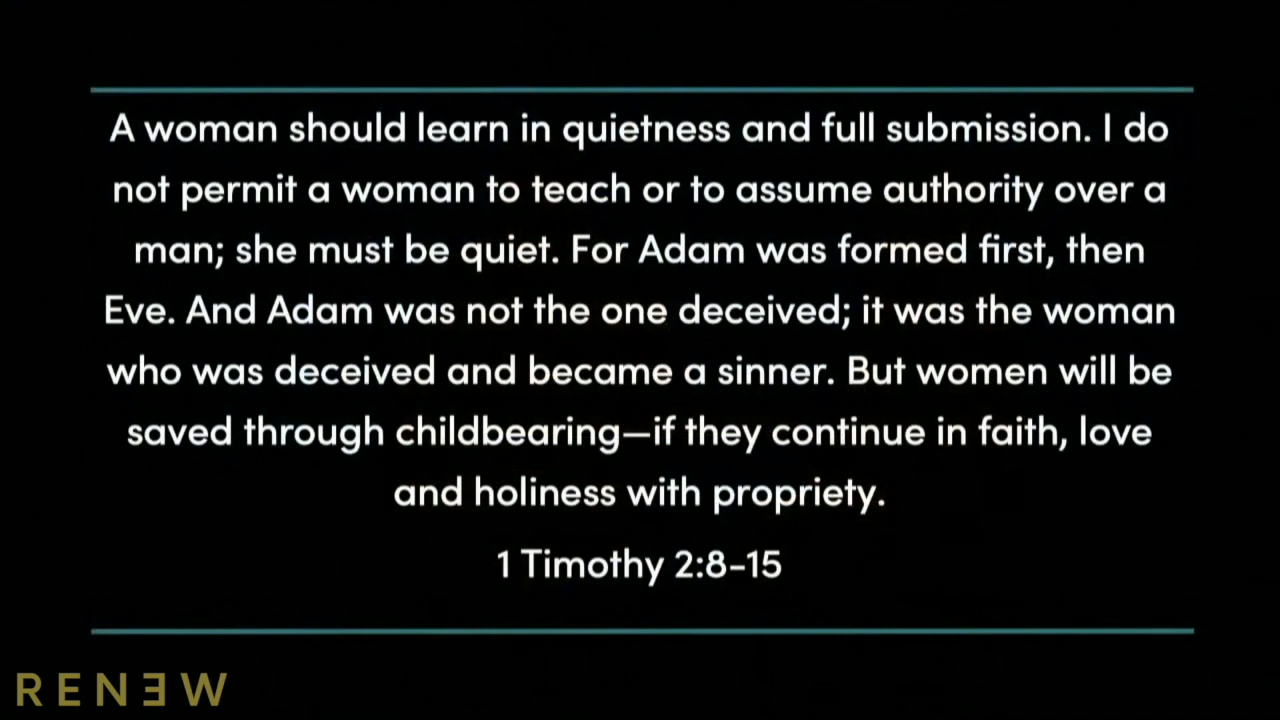 A woman should learn in quietness and full submission. I do
not permit a woman to teach or to assume authority over a
man; she must be quiet. For Adam was formed first, then
Eve. And Adam was not the one deceived; it was the woman
who was deceived and became a sinner. But women will be
saved through childbearing—if they continue in faith, love
and holiness with propriety.
1 Timothy 2:8-15
RENEW